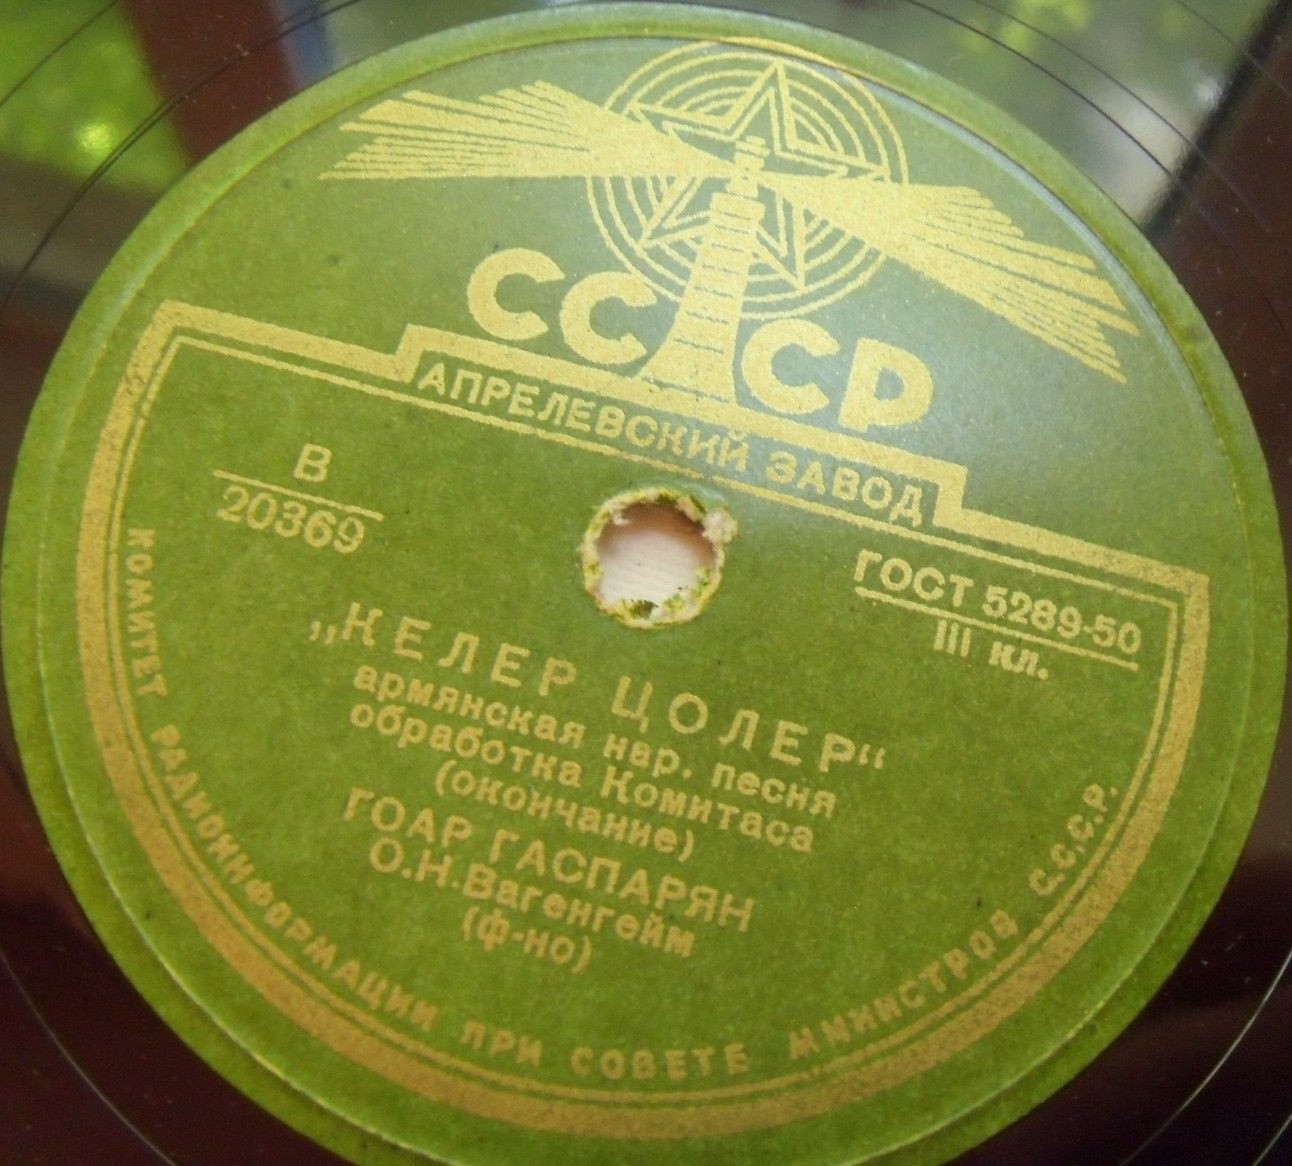 СССР
АПРЕЛЕВСКИЙ ЗАВОД
В
20369
ГОСТ 5289-50
III кл.
„КЕЛЕР ЦОЛЕР“
армянская нар. песня
обработка Комитаса
(окончание)
ГОАР ГАСПАРЯН
О.Н.Вагенгейм
(ф-но)
КОМИТЕТ РАДИОИНФОРМАЦИИ ПРИ СОВЕТЕ МИНИСТРОВ С.С.С.Р.